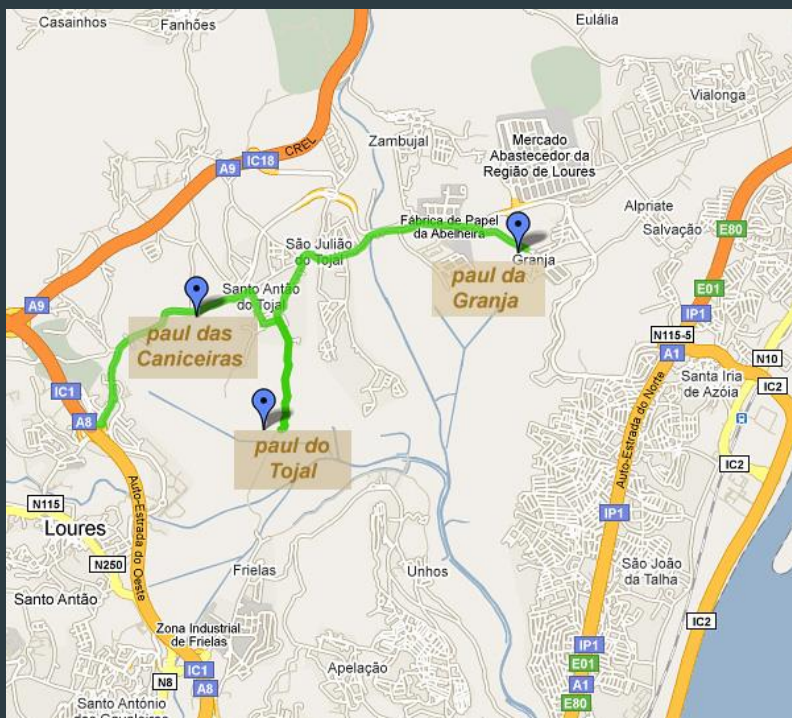 Casainhos
Fanhões
Eulália
Vialonga
Zambujal
Mercado
Abastecedor da
Região de Loures
CREL
IC18
A9
Alpriate
Salvação
E80
Fábrica de Papel
da Abelheira
São Julião
do Tojal
Granja
paul da
Granja
Santo Antão
do Tojal
E01
A9
IP1
paul das
Caniceiras
N115-5
A1
N10
Santa Iria
de Azóia
IC2
IC1
A8
Auto-Estrada do Norte
paul do
Tojal
IC2
Auto-Estrada do Oeste
N115
IP1
Loures
N250
Frielas
Unhos
São João
da Talha
Santo Antão
IC2
Zona Industrial
de Frielas
IP1
IC1
E01
N8
A8
Apelação
A1
E80
Santo António
dos Cavaleiros